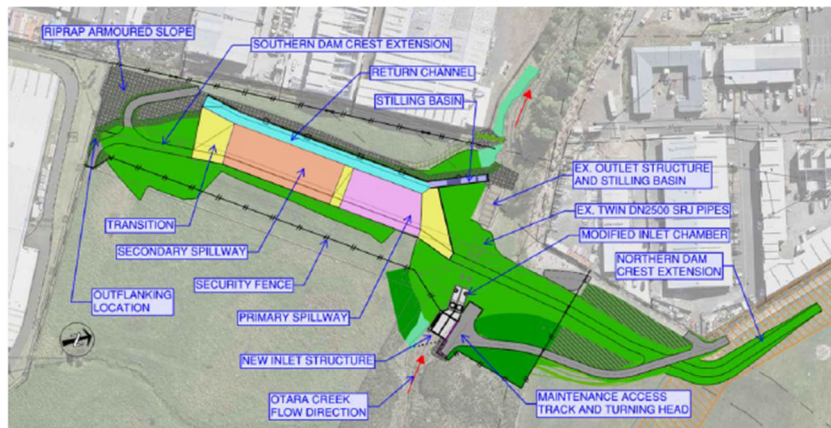 RIPRAP ARMOURED SLOPE
SOUTHERN DAM CREST EXTENSION
RETURN CHANNEL
STILLING BASIN
EX. OUTLET STRUCTURE
AND STILLING BASIN
EX. TWIN DN2500 SRJ PIPES
MODIFIED INLET CHAMBER
NORTHERN DAM
CREST EXTENSION
TRANSITION
SECONDARY SPILLWAY
SECURITY FENCE
OUTFLANKING
LOCATION
PRIMARY SPILLWAY
NEW INLET STRUCTURE
OTARA CREEK
FLOW DIRECTION
MAINTENANCE ACCESS
TRACK AND TURNING HEAD